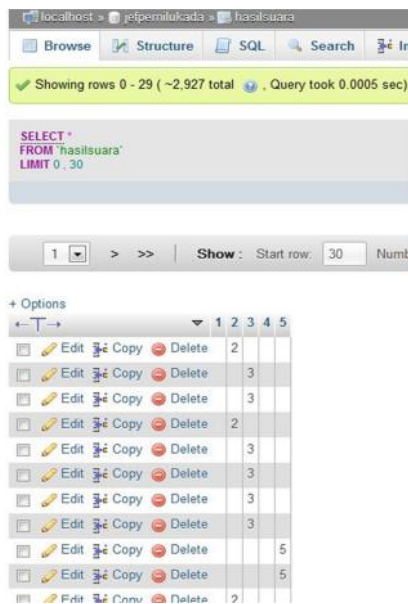 localhost » jefpemilukada » hasilsuara
Browse Structure SQL Search
Showing rows 0 - 29 ( ~2,927 total , Query took 0.0005 sec)
SELECT *
FROM `hasilsuara`
LIMIT 0 , 30
1 > >> Show : Start row: 30
+ Options
←T→ 1 2 3 4 5
Edit Copy Delete 2
Edit Copy Delete 3
Edit Copy Delete 3
Edit Copy Delete 2
Edit Copy Delete 3
Edit Copy Delete 3
Edit Copy Delete 3
Edit Copy Delete 3
Edit Copy Delete 5
Edit Copy Delete 5
Edit Copy Delete 2